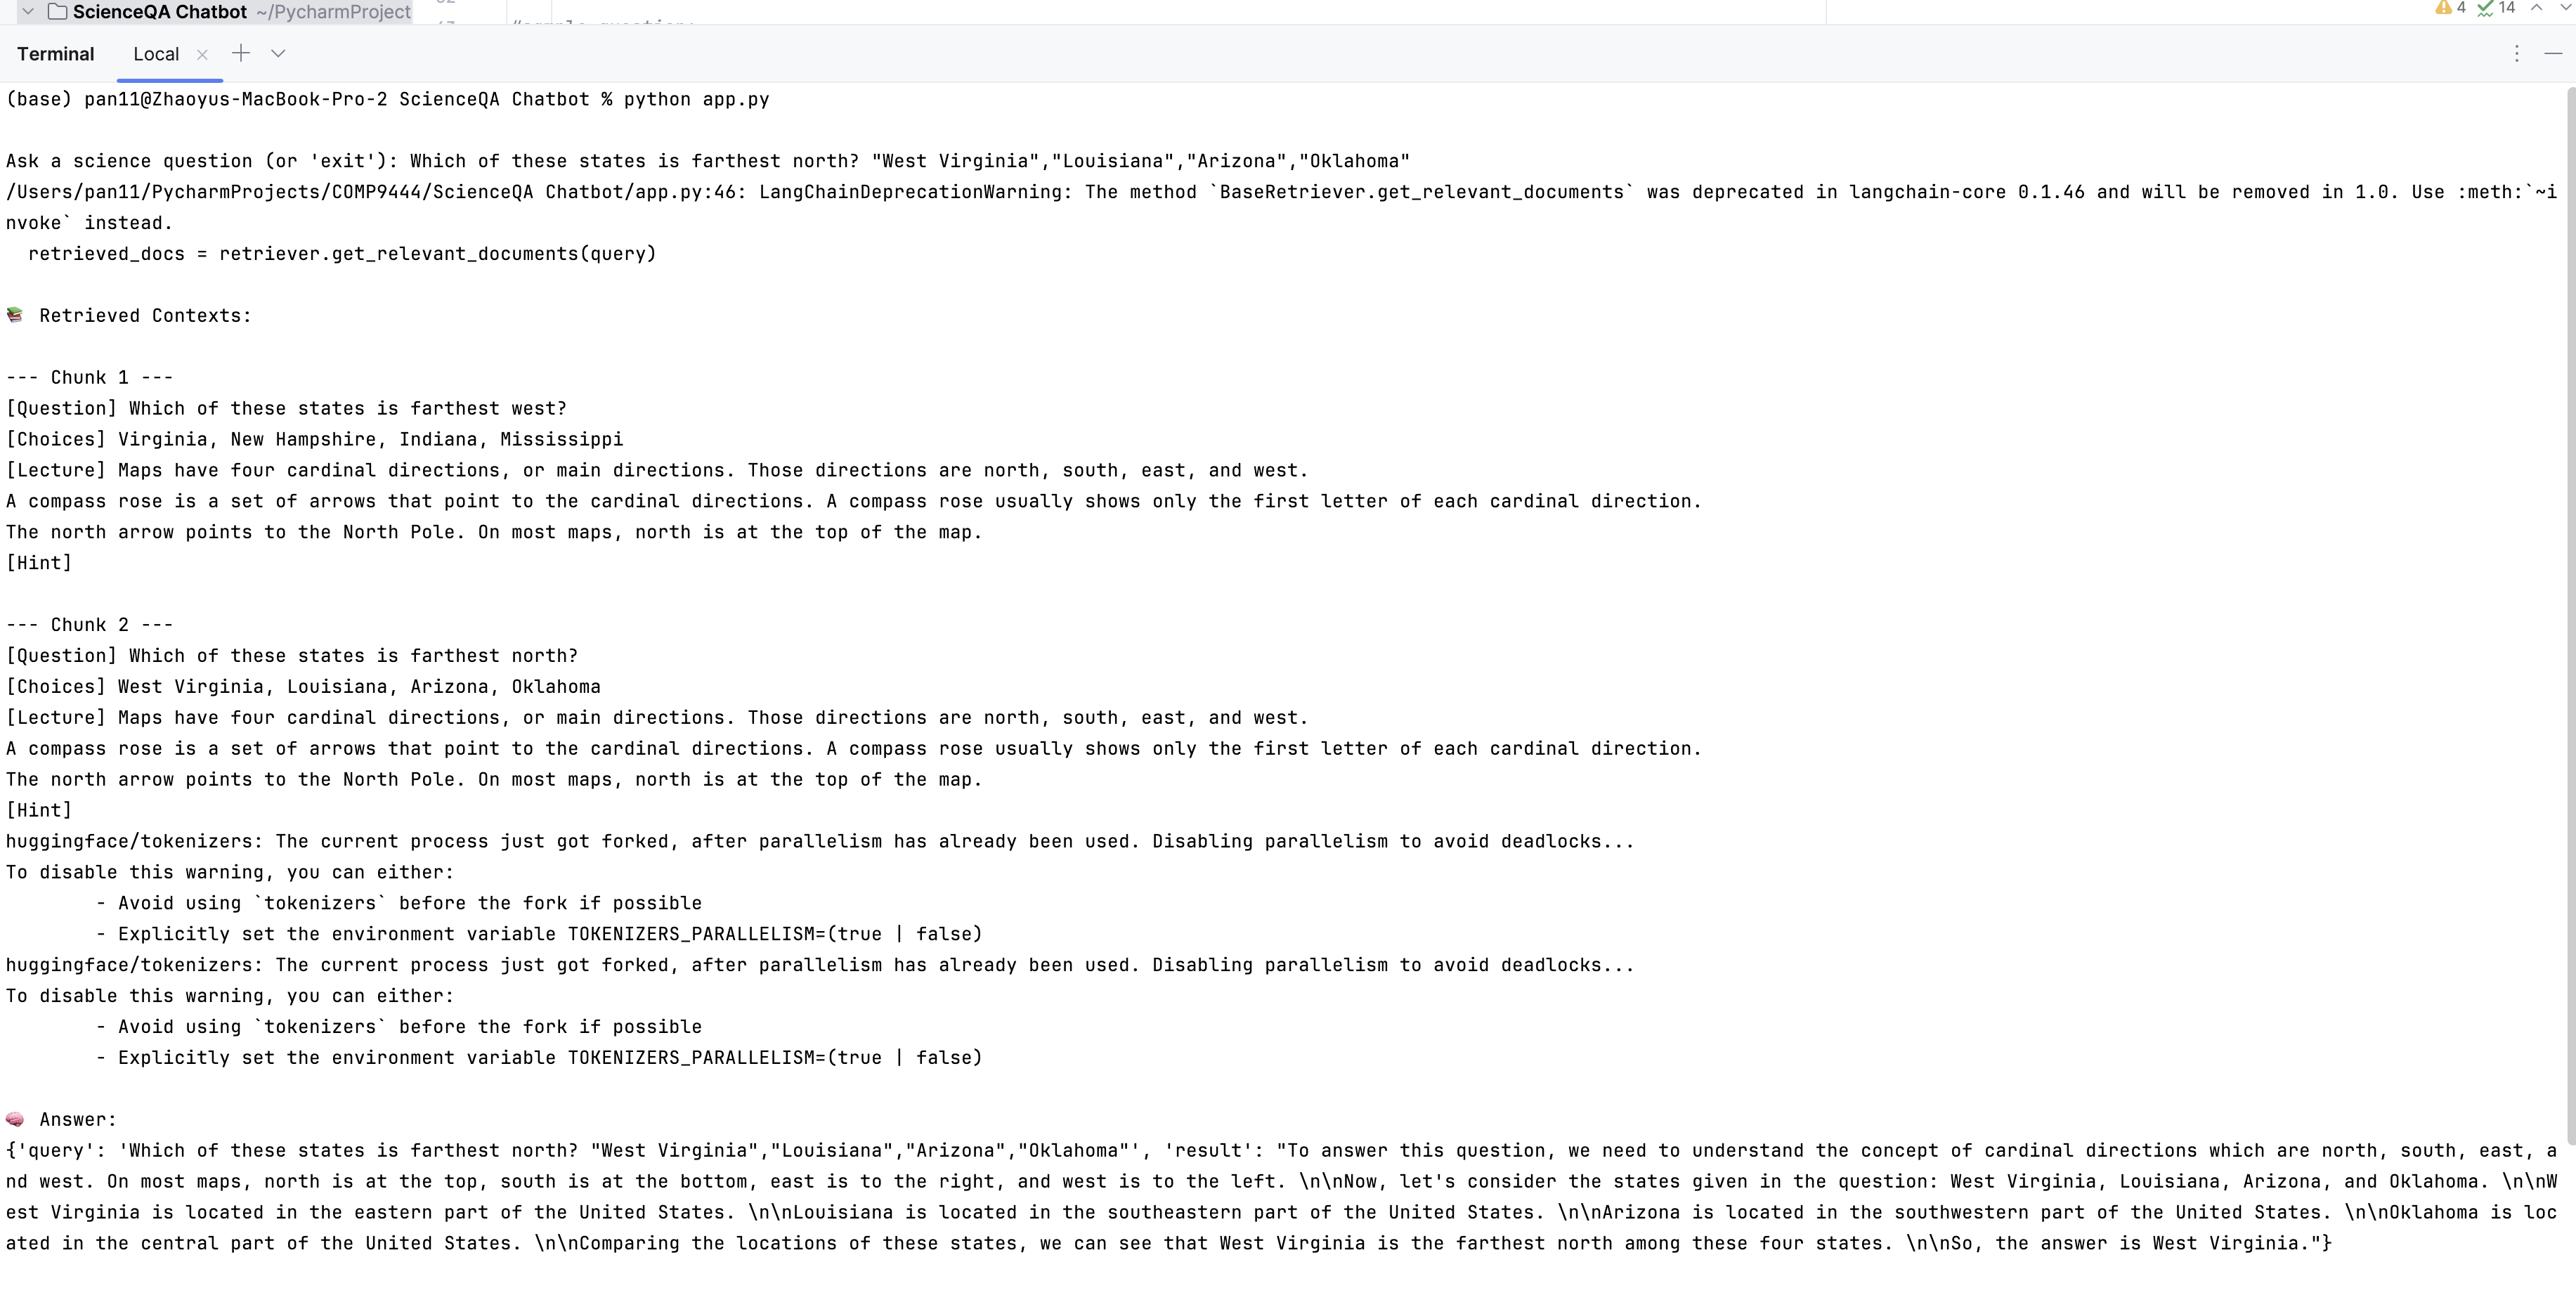 ScienceQA Chatbot ~/PycharmProject
4 14
Terminal Local
(base) pan11@Zhaoyus-MacBook-Pro-2 ScienceQA Chatbot % python app.py
Ask a science question (or 'exit'): Which of these states is farthest north? "West Virginia","Louisiana","Arizona","Oklahoma"
/Users/pan11/PycharmProjects/COMP9444/ScienceQA Chatbot/app.py:46: LangChainDeprecationWarning: The method `BaseRetriever.get_relevant_documents` was deprecated in langchain-core 0.1.46 and will be removed in 1.0. Use :meth:`~i
nvoke` instead.
  retrieved_docs = retriever.get_relevant_documents(query)
📚 Retrieved Contexts:
--- Chunk 1 ---
[Question] Which of these states is farthest west?
[Choices] Virginia, New Hampshire, Indiana, Mississippi
[Lecture] Maps have four cardinal directions, or main directions. Those directions are north, south, east, and west.
A compass rose is a set of arrows that point to the cardinal directions. A compass rose usually shows only the first letter of each cardinal direction.
The north arrow points to the North Pole. On most maps, north is at the top of the map.
[Hint]
--- Chunk 2 ---
[Question] Which of these states is farthest north?
[Choices] West Virginia, Louisiana, Arizona, Oklahoma
[Lecture] Maps have four cardinal directions, or main directions. Those directions are north, south, east, and west.
A compass rose is a set of arrows that point to the cardinal directions. A compass rose usually shows only the first letter of each cardinal direction.
The north arrow points to the North Pole. On most maps, north is at the top of the map.
[Hint]
huggingface/tokenizers: The current process just got forked, after parallelism has already been used. Disabling parallelism to avoid deadlocks...
To disable this warning, you can either:
        - Avoid using `tokenizers` before the fork if possible
        - Explicitly set the environment variable TOKENIZERS_PARALLELISM=(true | false)
huggingface/tokenizers: The current process just got forked, after parallelism has already been used. Disabling parallelism to avoid deadlocks...
To disable this warning, you can either:
        - Avoid using `tokenizers` before the fork if possible
        - Explicitly set the environment variable TOKENIZERS_PARALLELISM=(true | false)
🧠 Answer:
{'query': 'Which of these states is farthest north? "West Virginia","Louisiana","Arizona","Oklahoma"', 'result': "To answer this question, we need to understand the concept of cardinal directions which are north, south, east, a
nd west. On most maps, north is at the top, south is at the bottom, east is to the right, and west is to the left. \n\nNow, let's consider the states given in the question: West Virginia, Louisiana, Arizona, and Oklahoma. \n\nW
est Virginia is located in the eastern part of the United States. \n\nLouisiana is located in the southeastern part of the United States. \n\nArizona is located in the southwestern part of the United States. \n\nOklahoma is loc
ated in the central part of the United States. \n\nComparing the locations of these states, we can see that West Virginia is the farthest north among these four states. \n\nSo, the answer is West Virginia."}